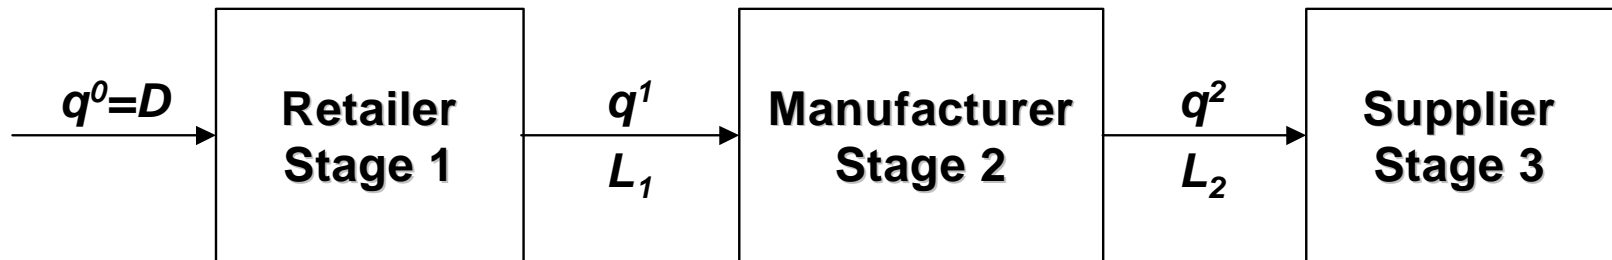 q⁰=D
Retailer
Stage 1
q¹
L₁
Manufacturer
Stage 2
q²
L₂
Supplier
Stage 3